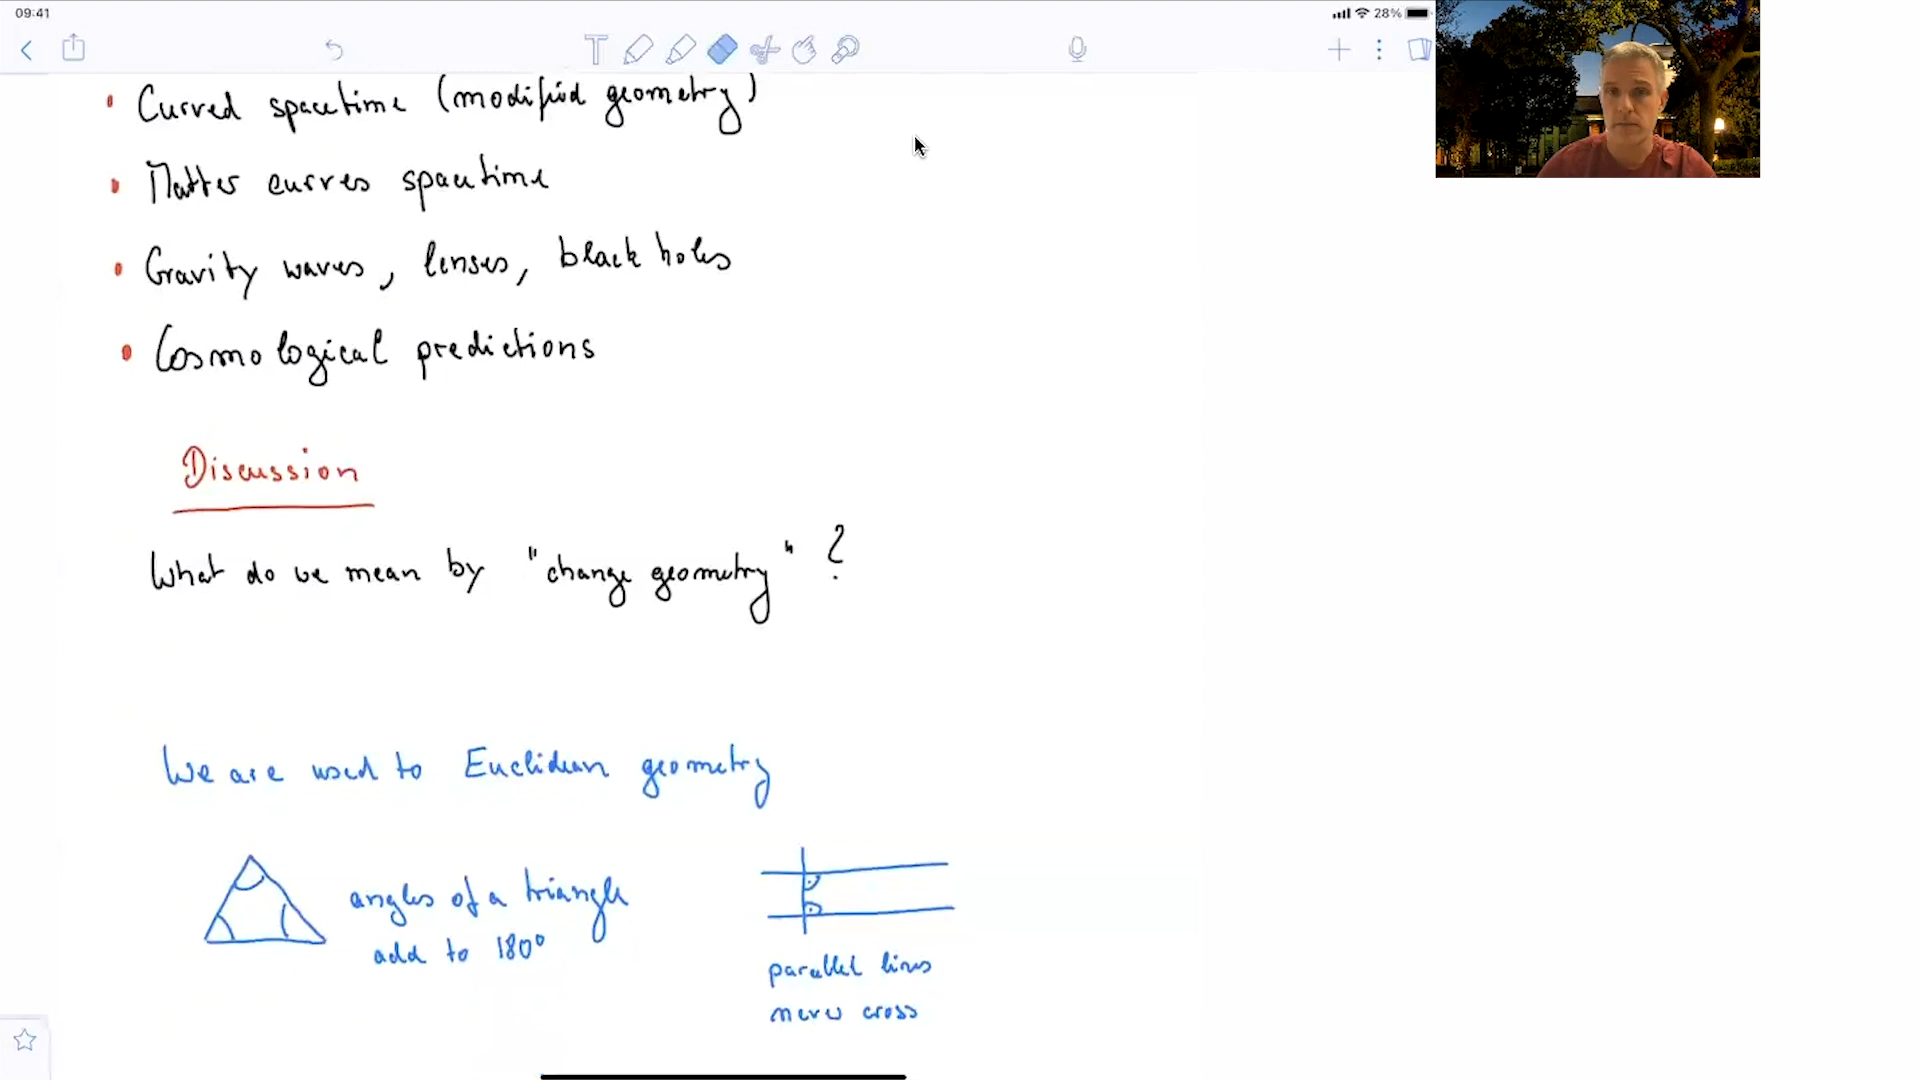 09:41
28%
• Curved spacetime (modified geometry)
• Matter curves spacetime
• Gravity waves, lenses, black holes
• Cosmological predictions
Discussion
What do we mean by "change geometry" ?
We are used to Euclidean geometry
angles of a triangle
add to 180°
parallel lines
never cross